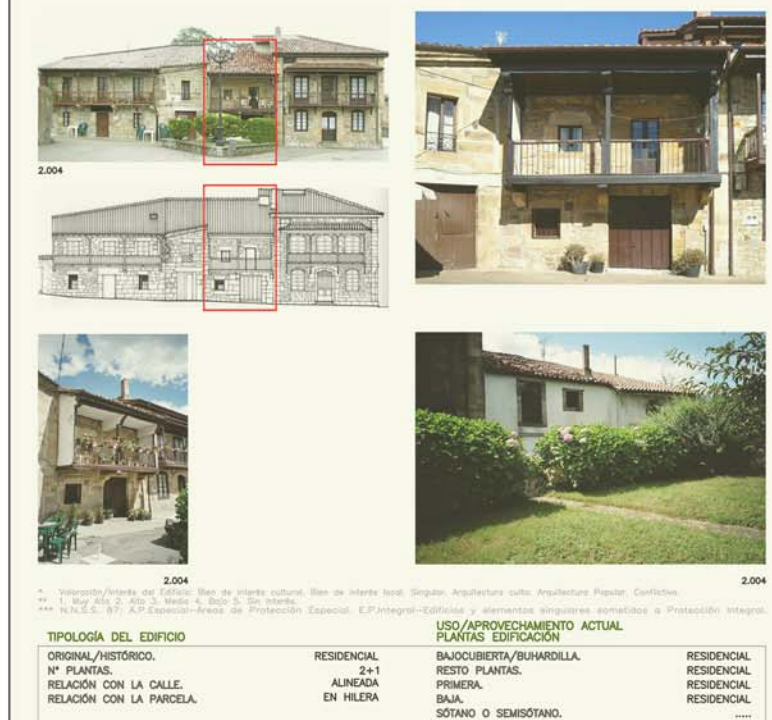 2.004
2.004
2.004
*. Valoración/Interés del Edificio: Bien de interés cultural, Bien de interés local, Singular, Arquitectura culta, Arquitectura Popular, Conflictivo.
** 1. Muy Alto 2. Alto 3. Medio 4. Bajo 5. Sin Interés.
*** N.N.S.S. 87: A.P.Especial-Areas de Protección Especial. E.P.Integral-Edificios y elementos singulares sometidos a Protección Integral.
TIPOLOGÍA DEL EDIFICIO
ORIGINAL/HISTÓRICO. RESIDENCIAL
Nº PLANTAS. 2+1
RELACIÓN CON LA CALLE. ALINEADA
RELACIÓN CON LA PARCELA. EN HILERA
USO/APROVECHAMIENTO ACTUAL
PLANTAS EDIFICACIÓN
BAJOCUBIERTA/BUHARDILLA. RESIDENCIAL
RESTO PLANTAS. RESIDENCIAL
PRIMERA. RESIDENCIAL
BAJA. RESIDENCIAL
SÓTANO O SEMISÓTANO. .....